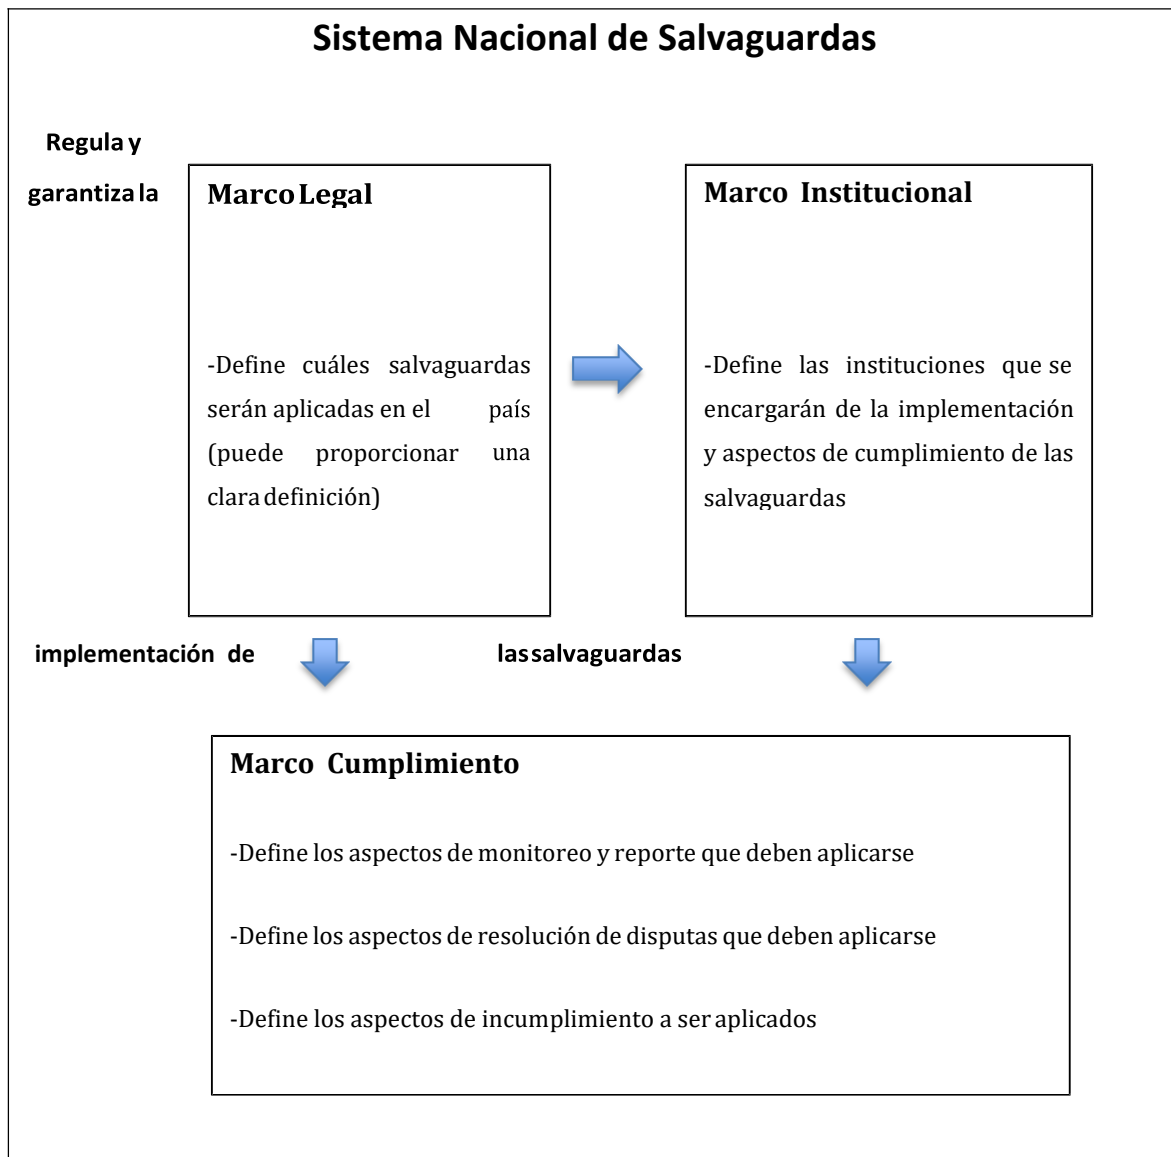 Sistema Nacional de Salvaguardas
Regula y
garantiza la
Marco Legal
-Define cuáles salvaguardas
serán aplicadas en el país
(puede proporcionar una
clara definición)
Marco Institucional
-Define las instituciones que se
encargarán de la implementación
y aspectos de cumplimiento de las
salvaguardas
implementación de
las salvaguardas
Marco Cumplimiento
-Define los aspectos de monitoreo y reporte que deben aplicarse
-Define los aspectos de resolución de disputas que deben aplicarse
-Define los aspectos de incumplimiento a ser aplicados